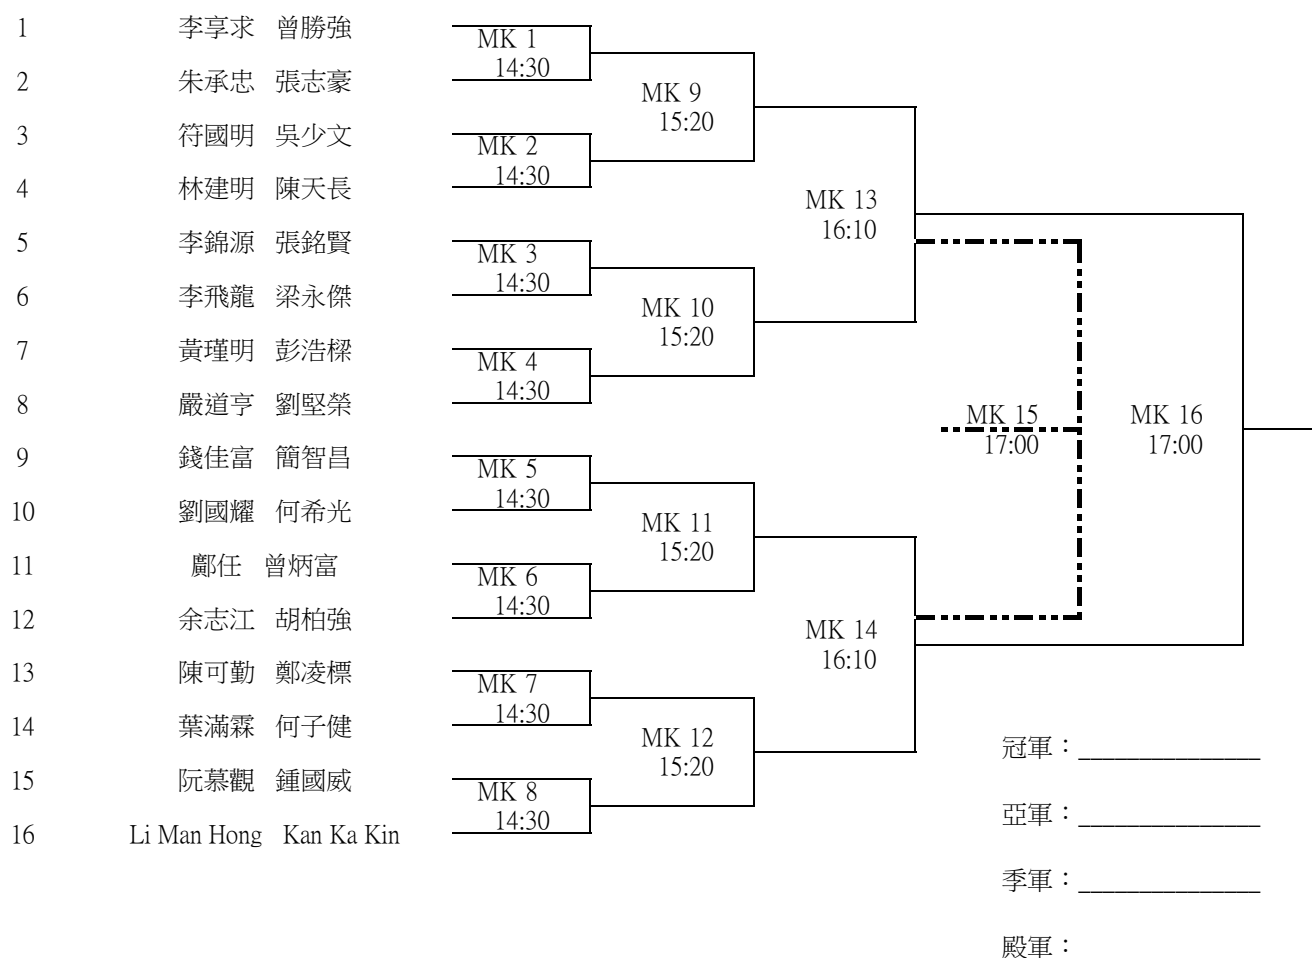 1 李享求 曾勝強
MK 1
14:30
2 朱承忠 張志豪
MK 9
15:20
3 符國明 吳少文
MK 2
14:30
4 林建明 陳天長
MK 13
16:10
5 李錦源 張銘賢
MK 3
14:30
6 李飛龍 梁永傑
MK 10
15:20
7 黃瑾明 彭浩樑
MK 4
14:30
8 嚴道亨 劉堅榮
MK 15
17:00
MK 16
17:00
9 錢佳富 簡智昌
MK 5
14:30
10 劉國耀 何希光
MK 11
15:20
11 鄺任 曾炳富
MK 6
14:30
12 余志江 胡柏強
MK 14
16:10
13 陳可勤 鄭凌標
MK 7
14:30
14 葉滿霖 何子健
MK 12
15:20
冠軍：______________
15 阮慕觀 鍾國威
MK 8
14:30
亞軍：______________
16 Li Man Hong Kan Ka Kin
季軍：______________
殿軍：